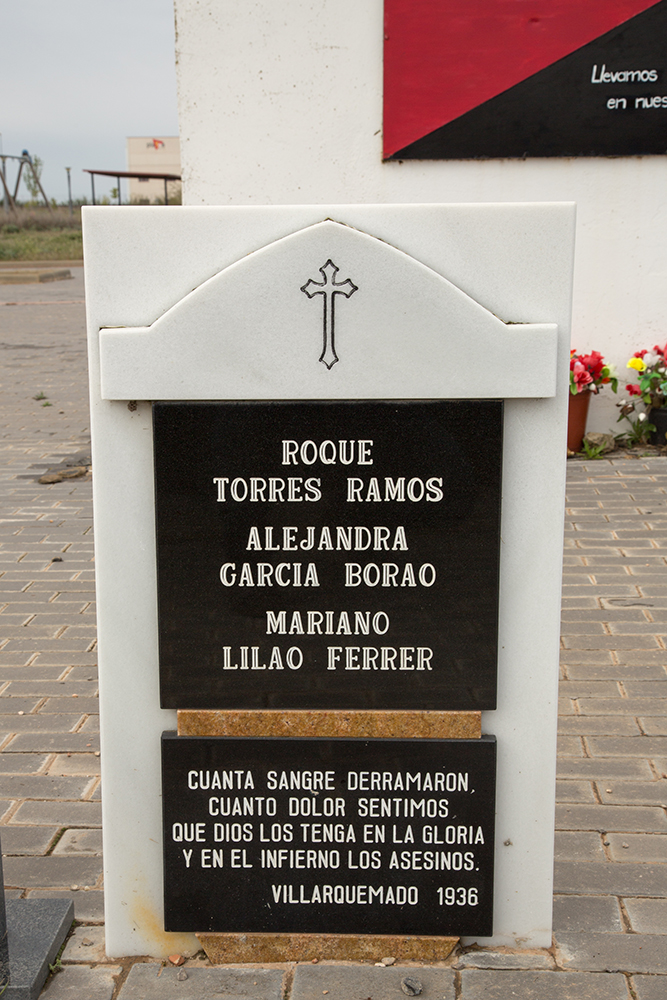 Llevamos
en
ROQUE
TORRES RAMOS
ALEJANDRA
GARCIA BORAO
MARIANO
LILAO FERRER
CUANTA SANGRE DERRAMARON,
CUANTO DOLOR SENTIMOS
QUE DIOS LOS TENGA EN LA GLORIA
Y EN EL INFIERNO LOS ASESINOS.
VILLARQUEMADO 1936